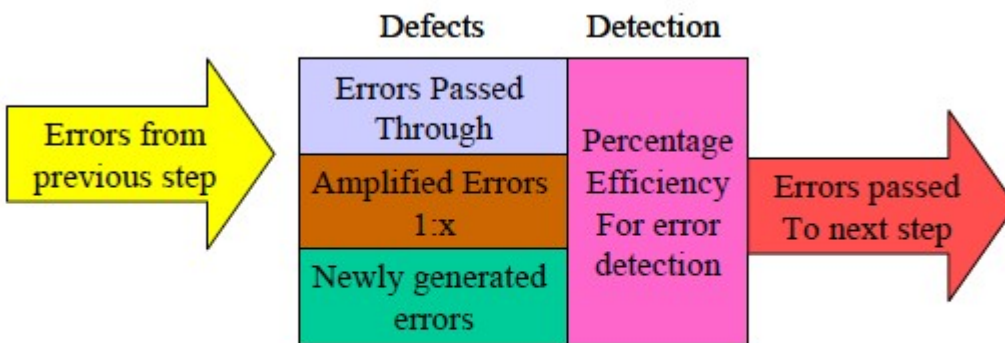 Defects
Detection
Errors from
previous step
Errors Passed
Through
Amplified Errors
1:x
Newly generated
errors
Percentage
Efficiency
For error
detection
Errors passed
To next step